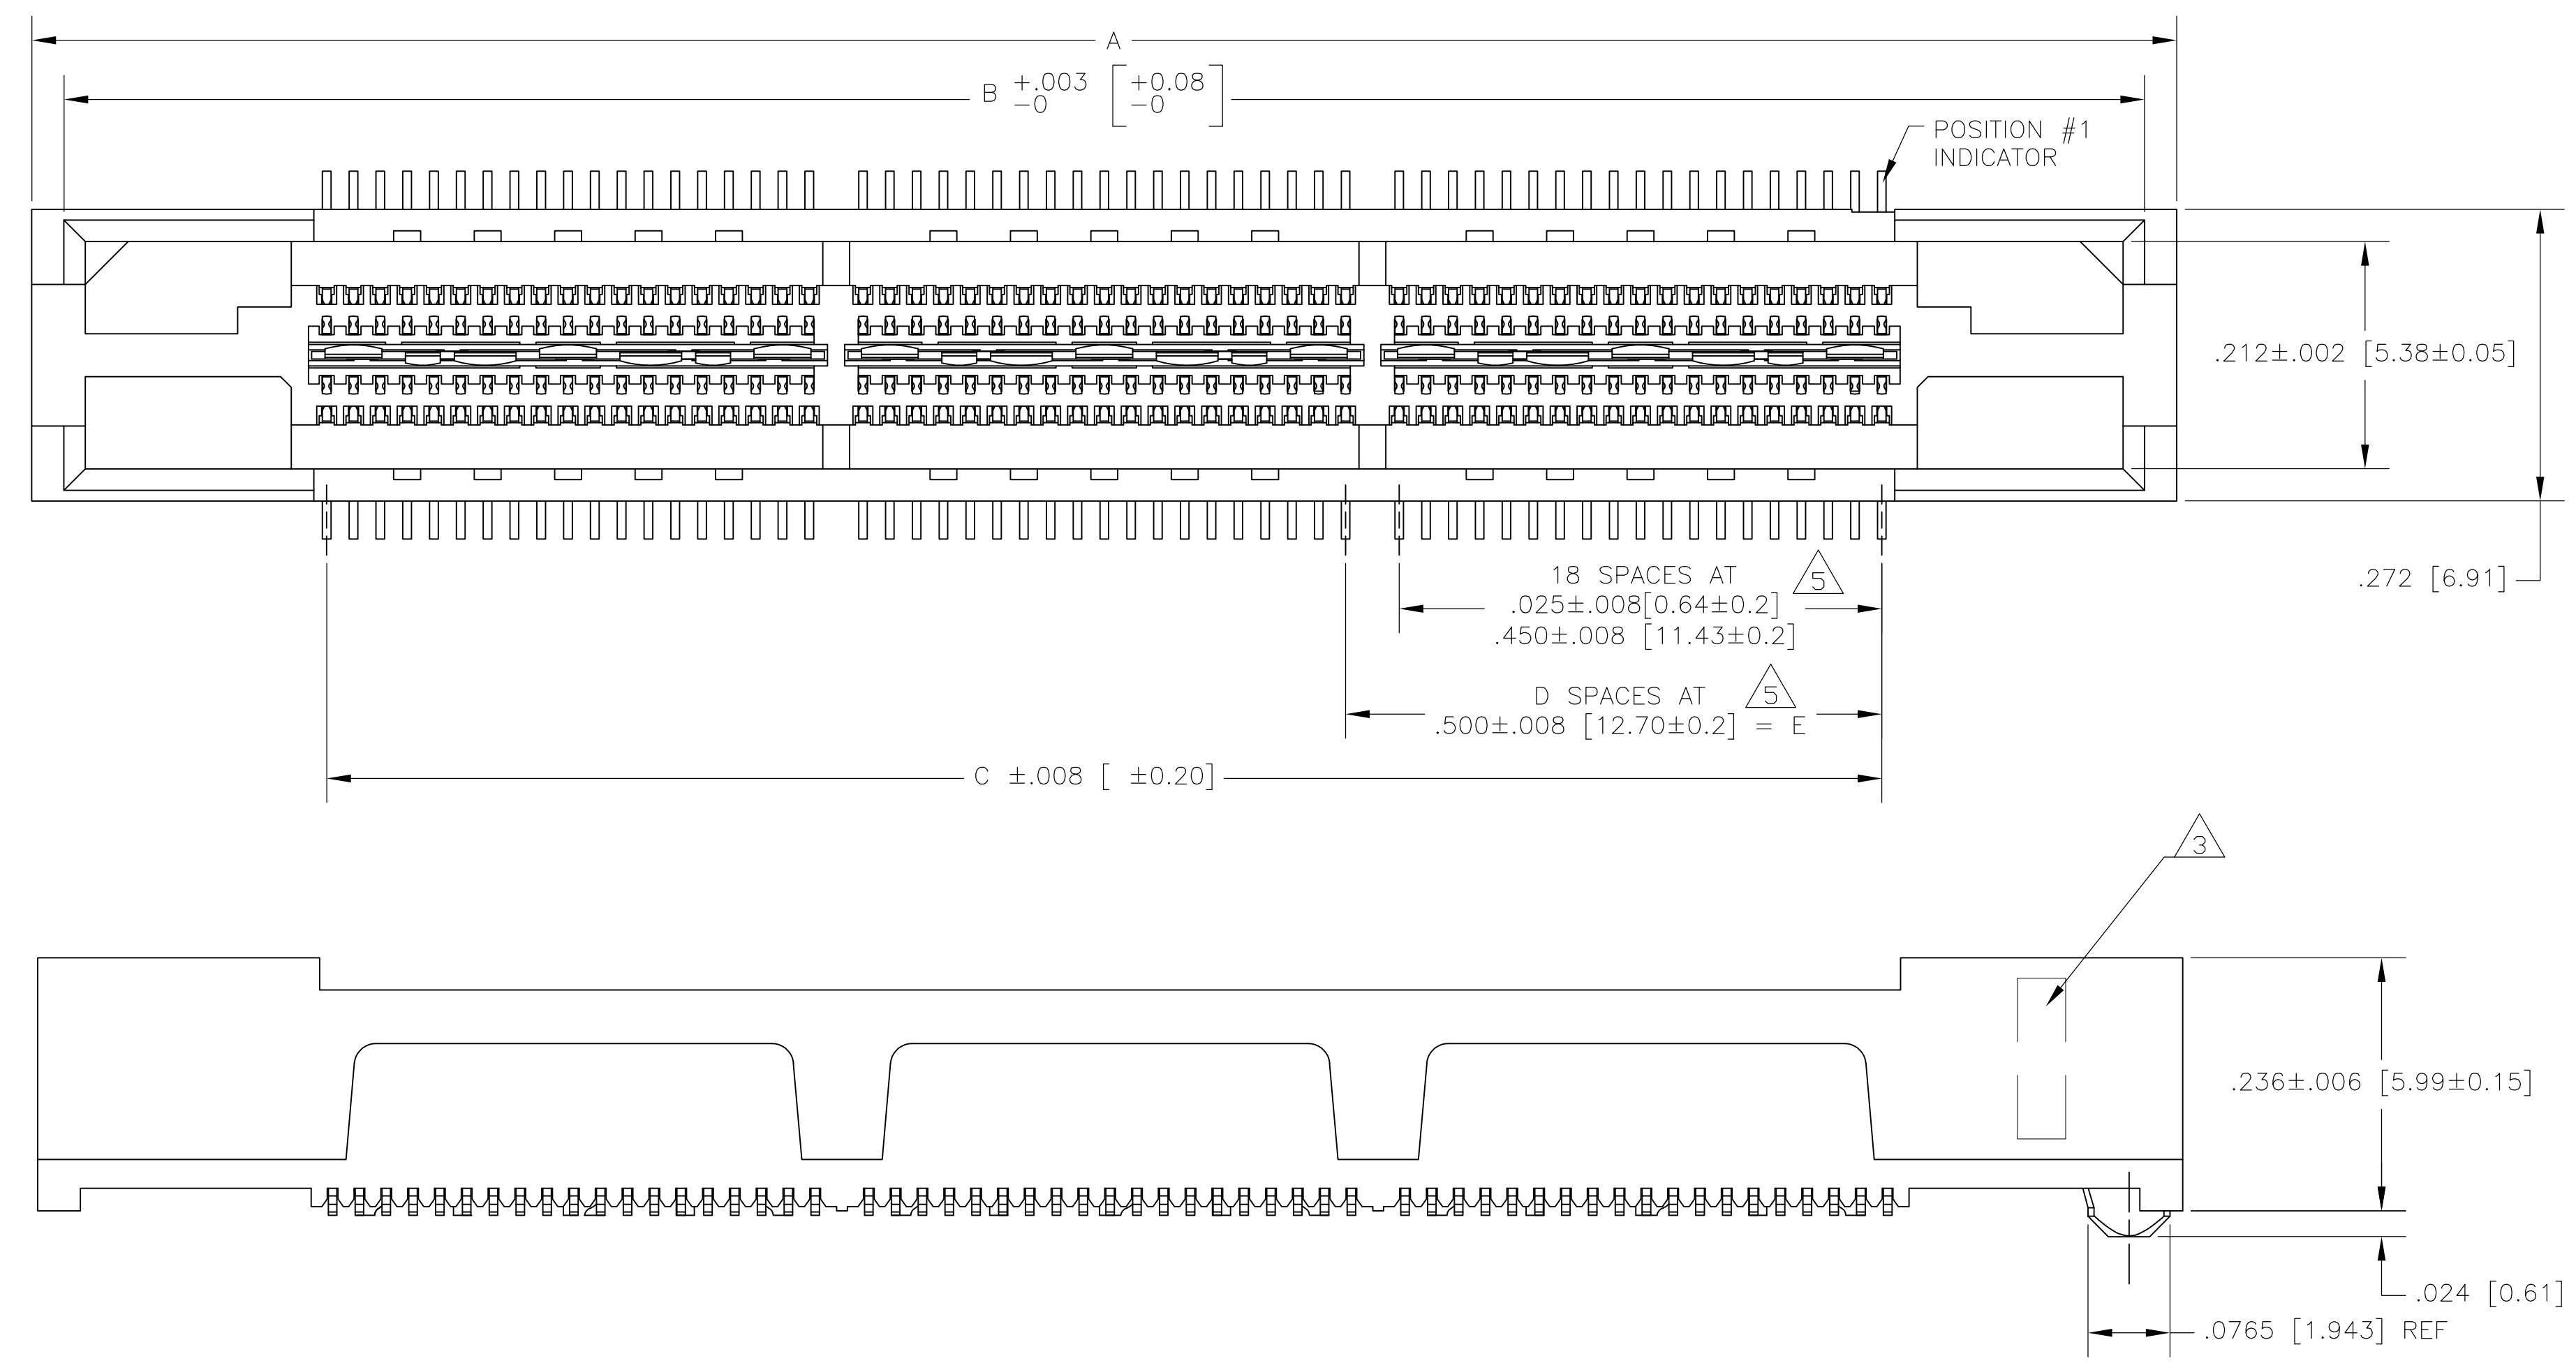 A
B +.003 -0 [+0.08 -0]
POSITION #1
INDICATOR
.212±.002 [5.38±0.05]
.272 [6.91]
18 SPACES AT 5
.025±.008[0.64±0.2]
.450±.008 [11.43±0.2]
D SPACES AT 5
.500±.008 [12.70±0.2] = E
C ±.008 [ ±0.20]
3
.236±.006 [5.99±0.15]
.024 [0.61]
.0765 [1.943] REF